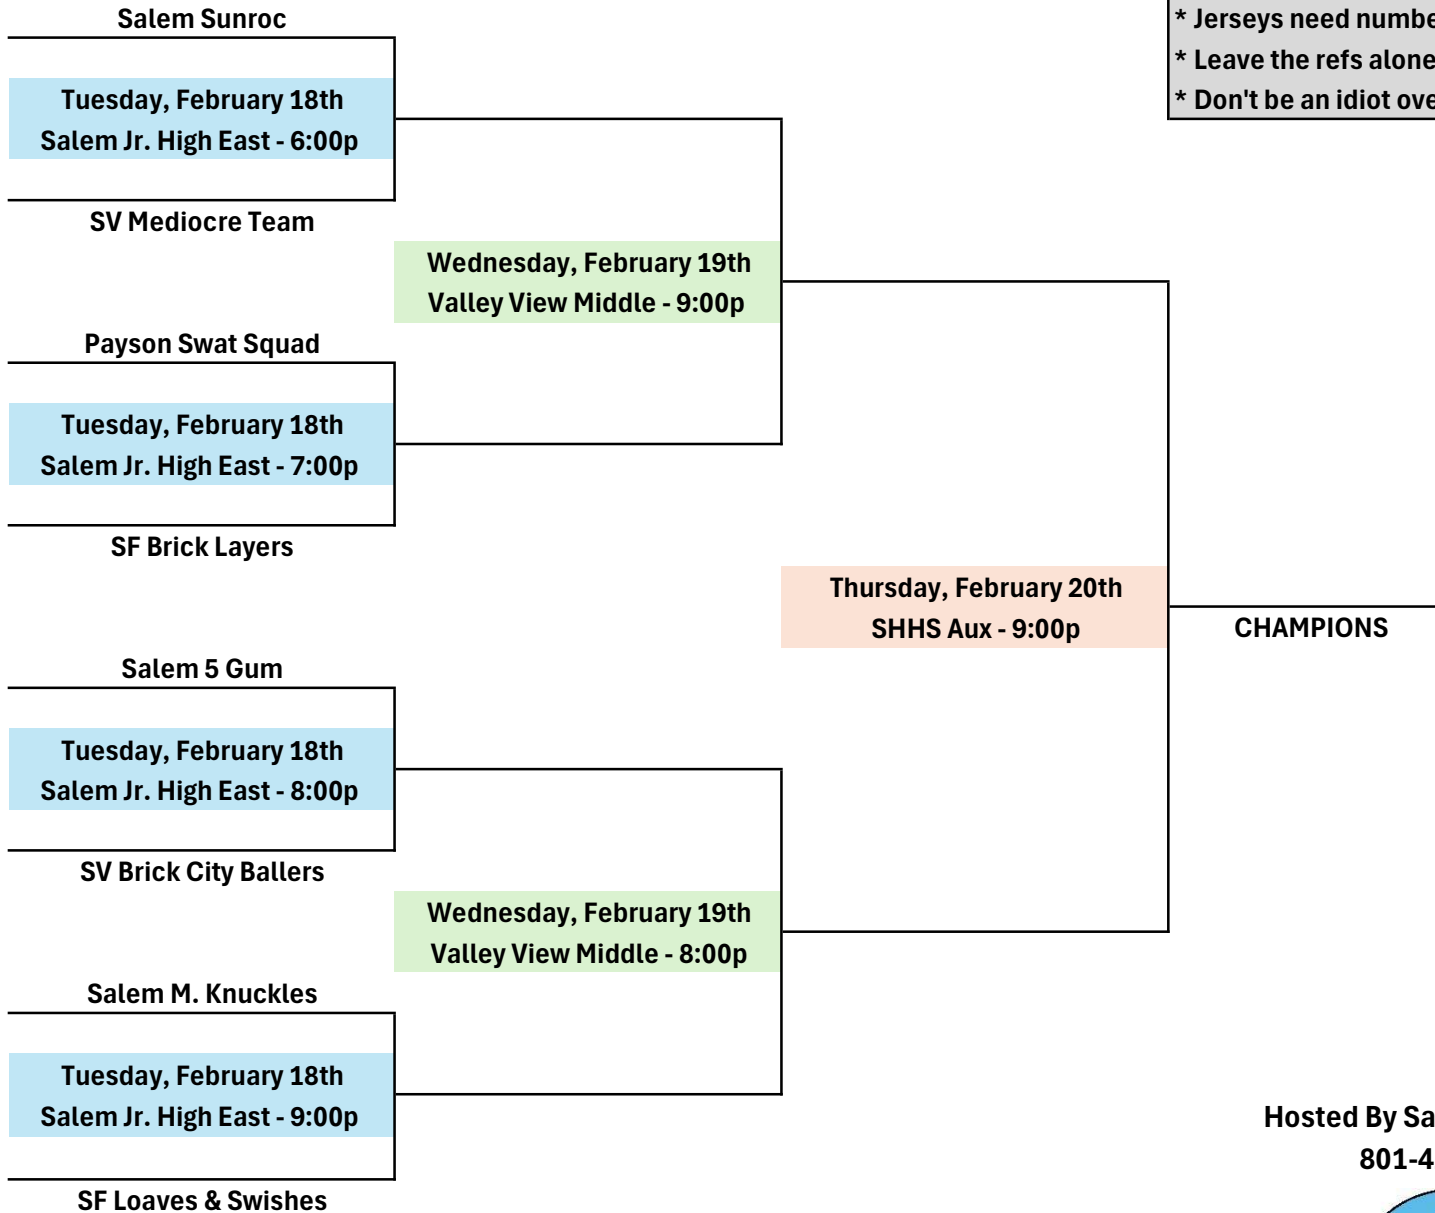 Salem Sunroc
* Jerseys need
* Leave the refs alone
* Don't be an idiot
Tuesday, February 18th
Salem Jr. High East - 6:00p
SV Mediocre Team
Wednesday, February 19th
Valley View Middle - 9:00p
Payson Swat Squad
Tuesday, February 18th
Salem Jr. High East - 7:00p
SF Brick Layers
Thursday, February 20th
SHHS Aux - 9:00p
CHAMPIONS
Salem 5 Gum
Tuesday, February 18th
Salem Jr. High East - 8:00p
SV Brick City Ballers
Wednesday, February 19th
Valley View Middle - 8:00p
Salem M. Knuckles
Tuesday, February 18th
Salem Jr. High East - 9:00p
SF Loaves & Swishes
Hosted By
801-4